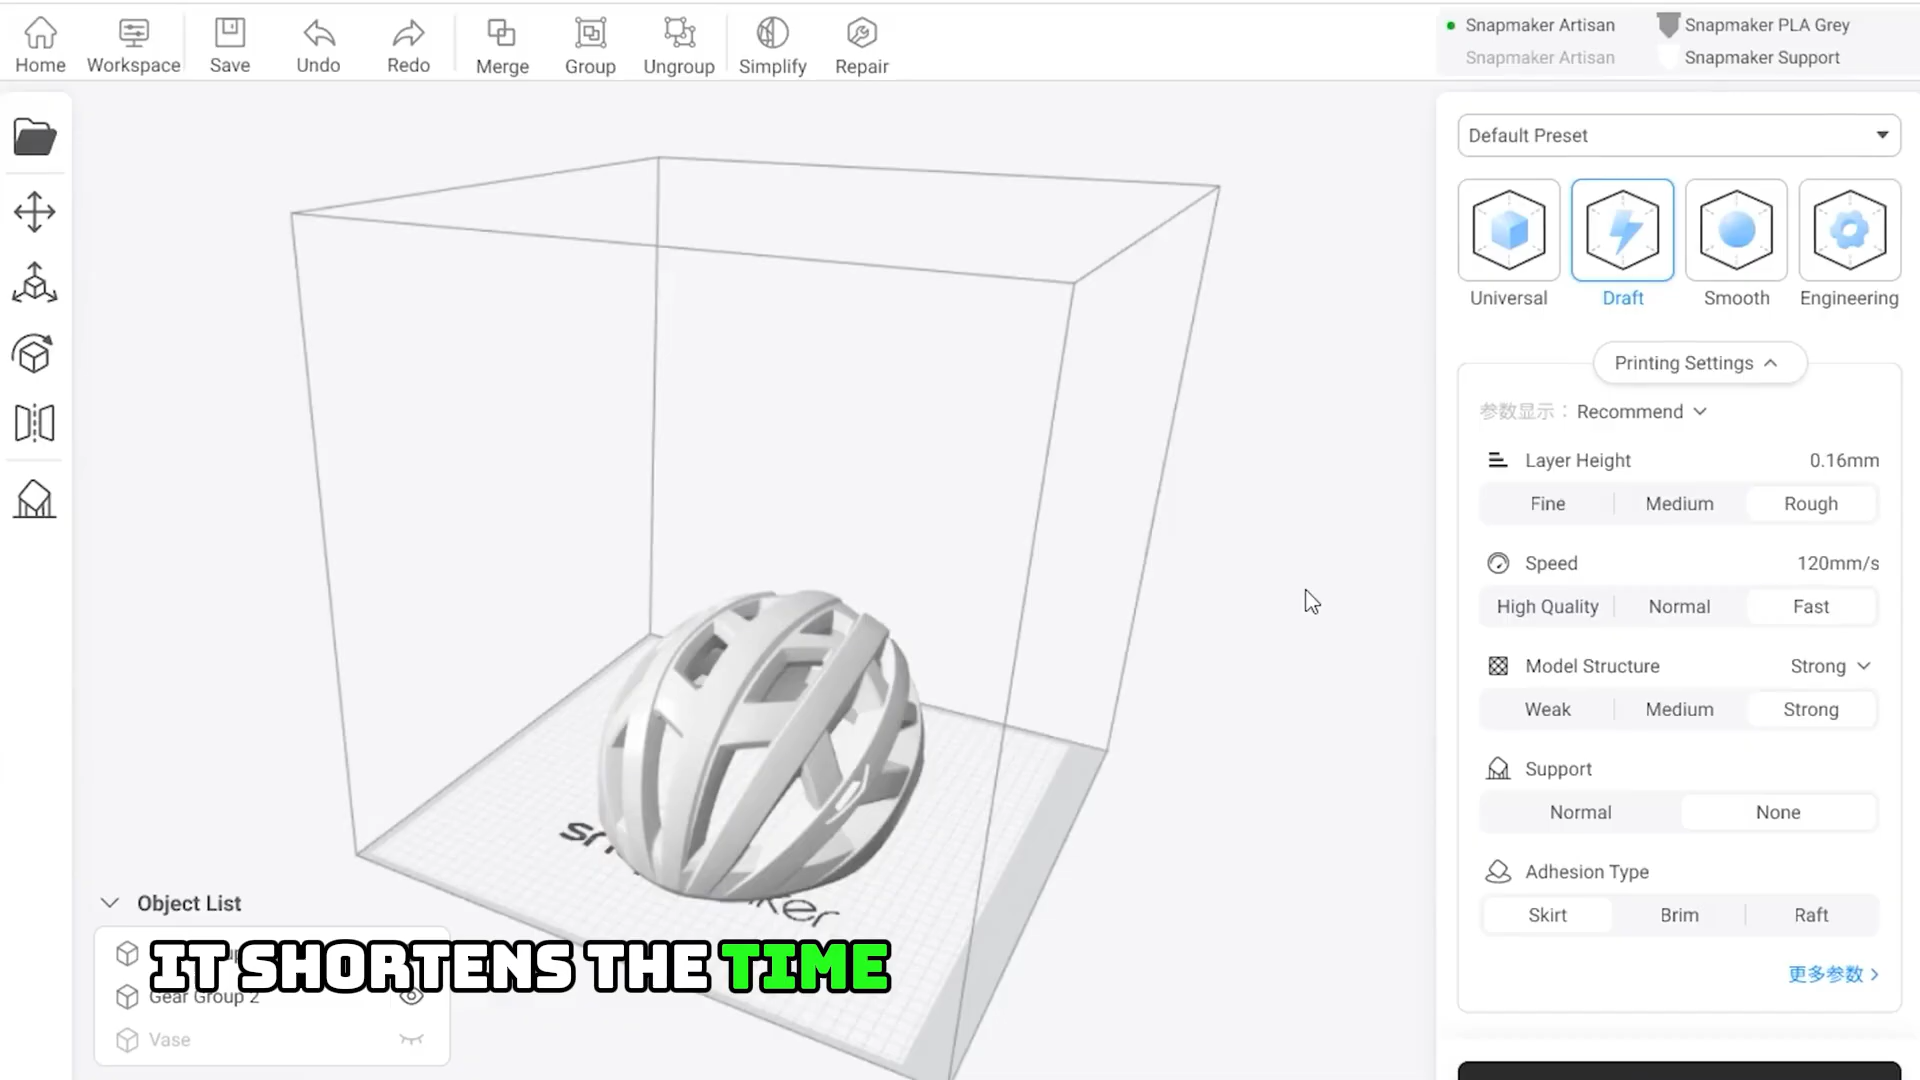 Home
Workspace
Save
Undo
Redo
Merge
Group
Ungroup
Simplify
Repair
Snapmaker Artisan
Snapmaker PLA Grey
Snapmaker Artisan
Snapmaker Support
Default Preset
Universal
Draft
Smooth
Engineering
Printing Settings
参数显示： Recommend
Layer Height 0.16mm
Fine Medium Rough
Speed 120mm/s
High Quality Normal Fast
Model Structure Strong
Weak Medium Strong
Support
Normal None
Adhesion Type
Skirt Brim Raft
更多参数 >
Object List
IT SHORTENS THE TIME
Gear Group 2
Vase